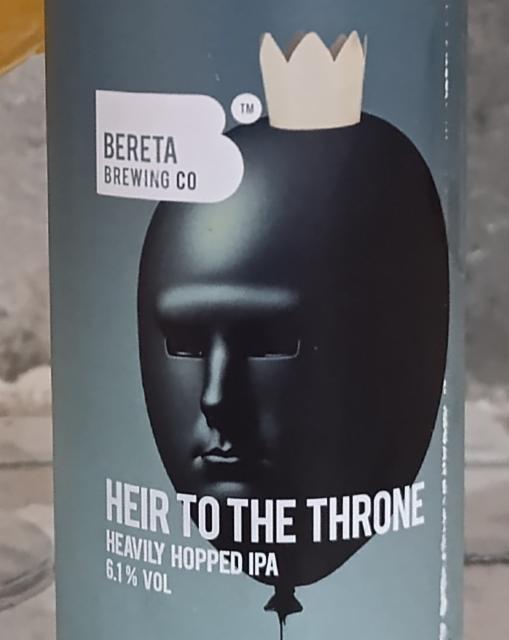 BERETA
BREWING CO
TM
HEIR TO THE THRONE
HEAVILY HOPPED IPA
6.1% VOL